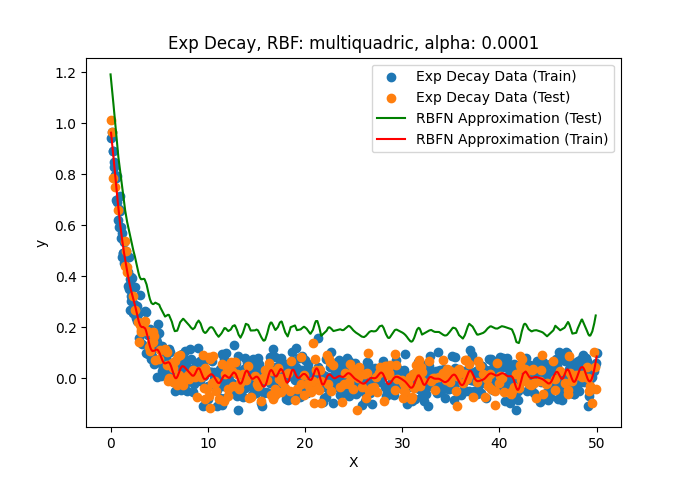 Exp Decay, RBF: multiquadric, alpha: 0.0001
Exp Decay Data (Train)
Exp Decay Data (Test)
RBFN Approximation (Test)
RBFN Approximation (Train)
y
1.2
1.0
0.8
0.6
0.4
0.2
0.0
0
10
20
30
40
50
X